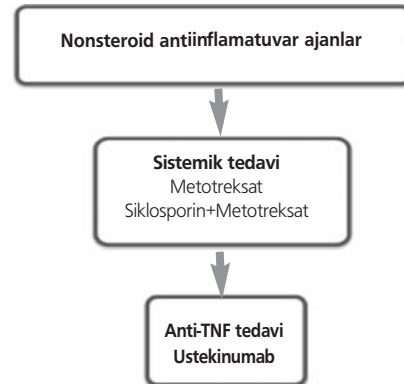 Nonsteroid antiinflamatuvar ajanlar
Sistemik tedavi
Metotreksat
Siklosporin+Metotreksat
Anti-TNF tedavi
Ustekinumab